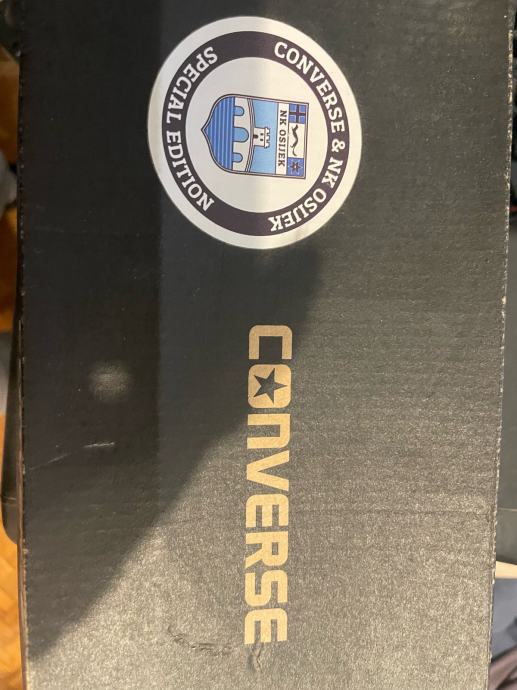 CONVERSE & NK OSIJEK
NK OSIJEK
SPECIAL EDITION
CONVERSE